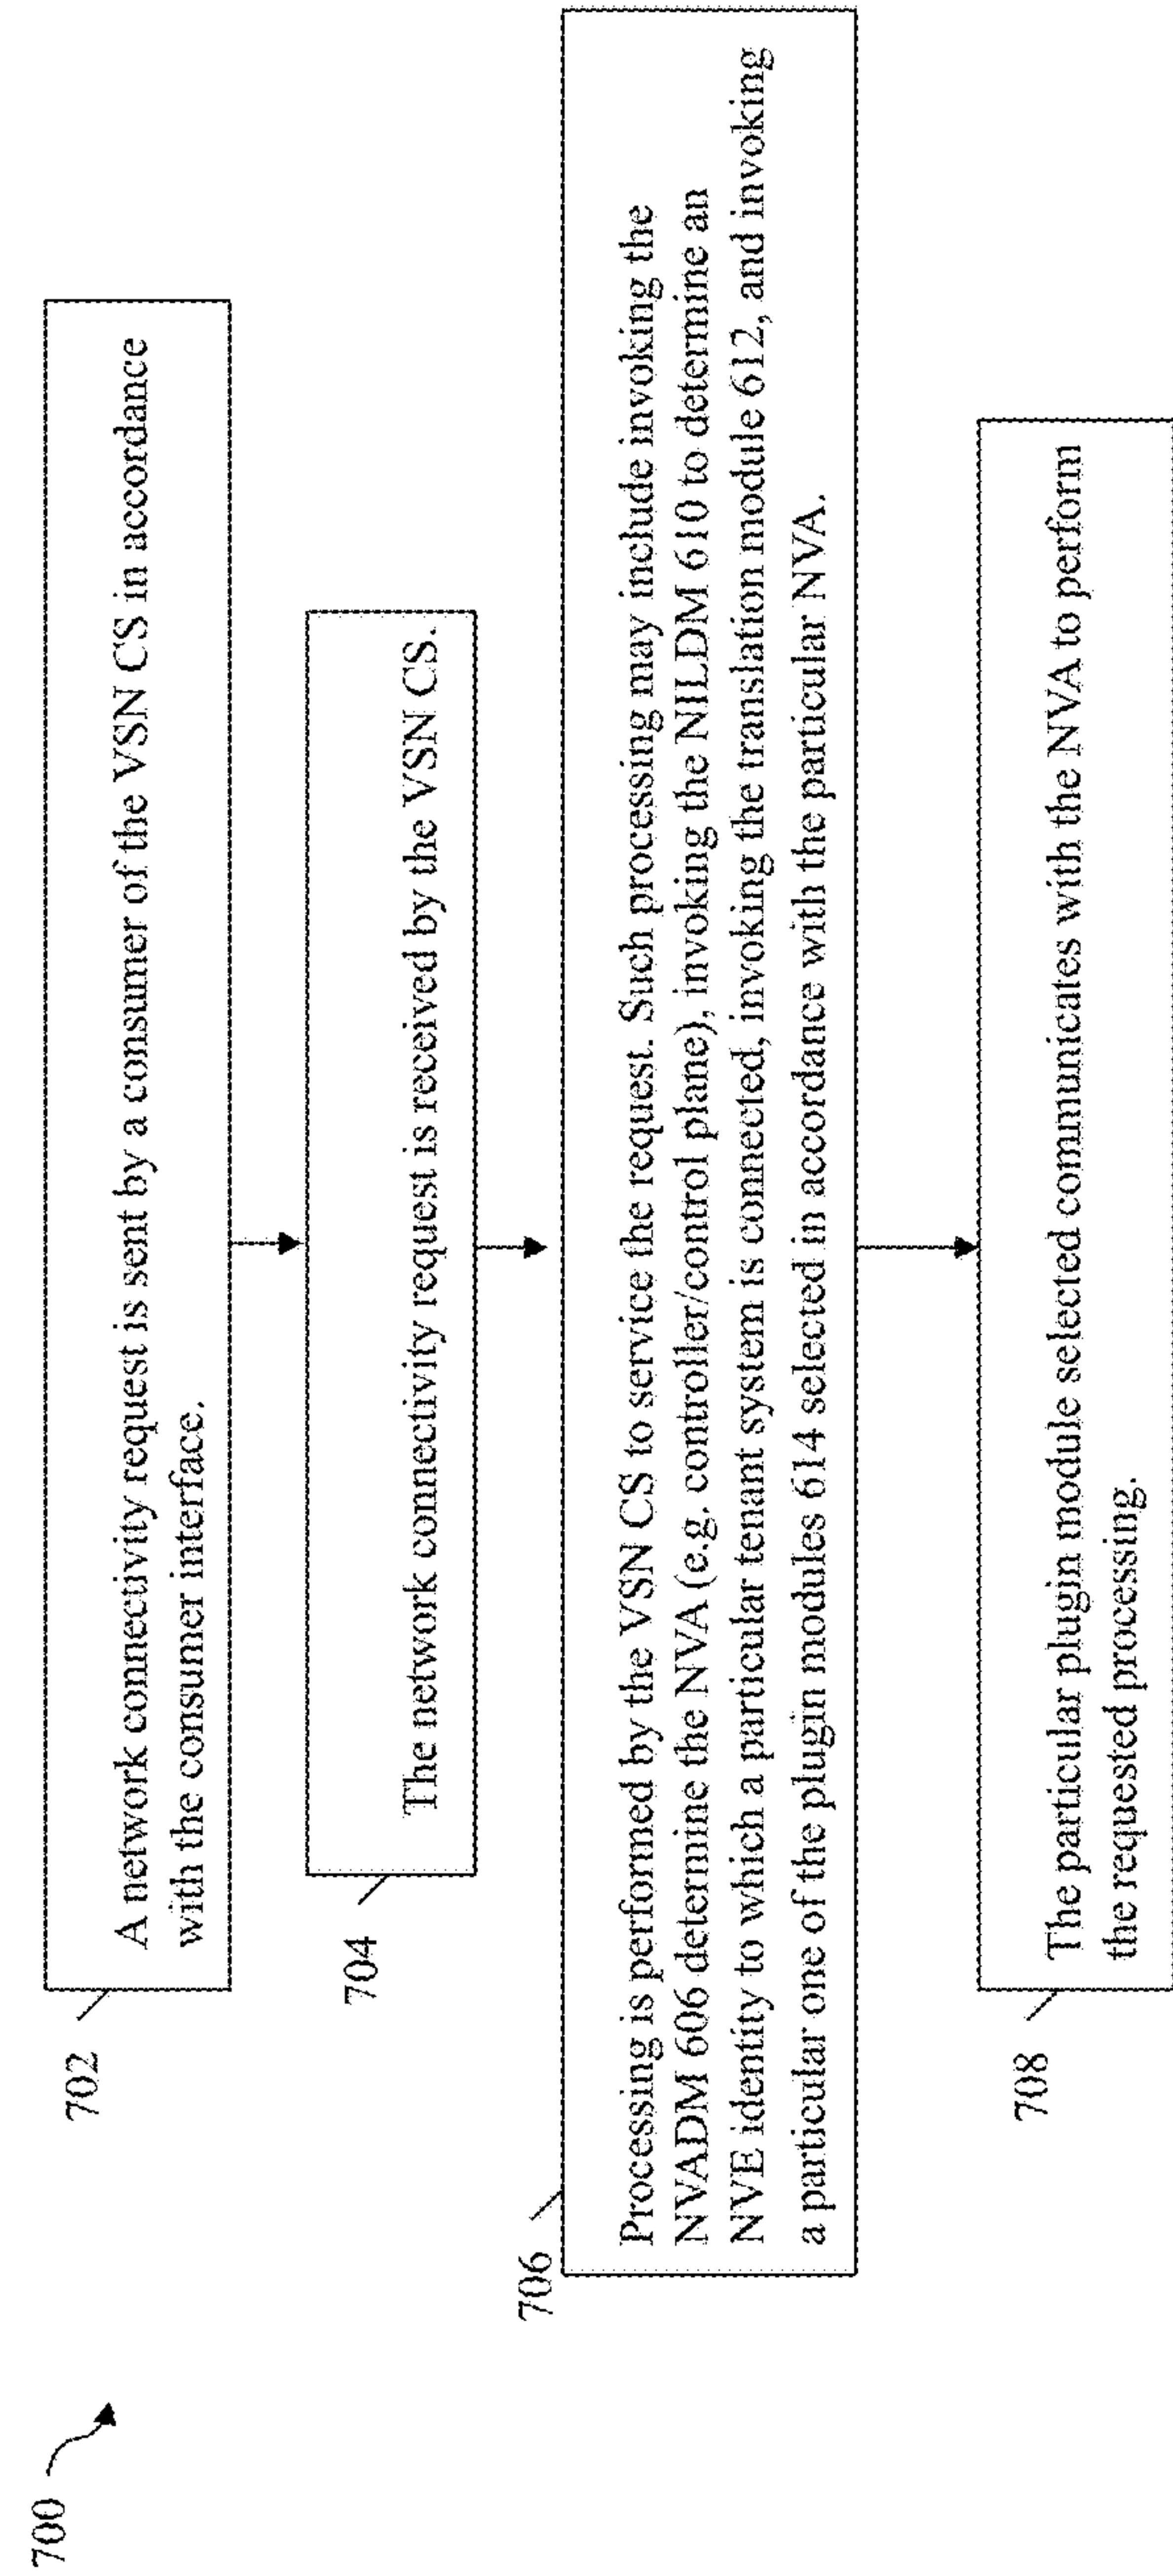 700
702
A network connectivity request is sent by a consumer of the VSN CS in accordance
with the consumer interface.
704
The network connectivity request is received by the VSN CS.
706
Processing is performed by the VSN CS to service the request. Such processing may include invoking the
NVADM 606 determine the NVA (e.g. controller/control plane), invoking the NILDM 610 to determine an
NVE identity to which a particular tenant system is connected, invoking the translation module 612, and invoking
a particular one of the plugin modules 614 selected in accordance with the particular NVA.
708
The particular plugin module selected communicates with the NVA to perform
the requested processing.